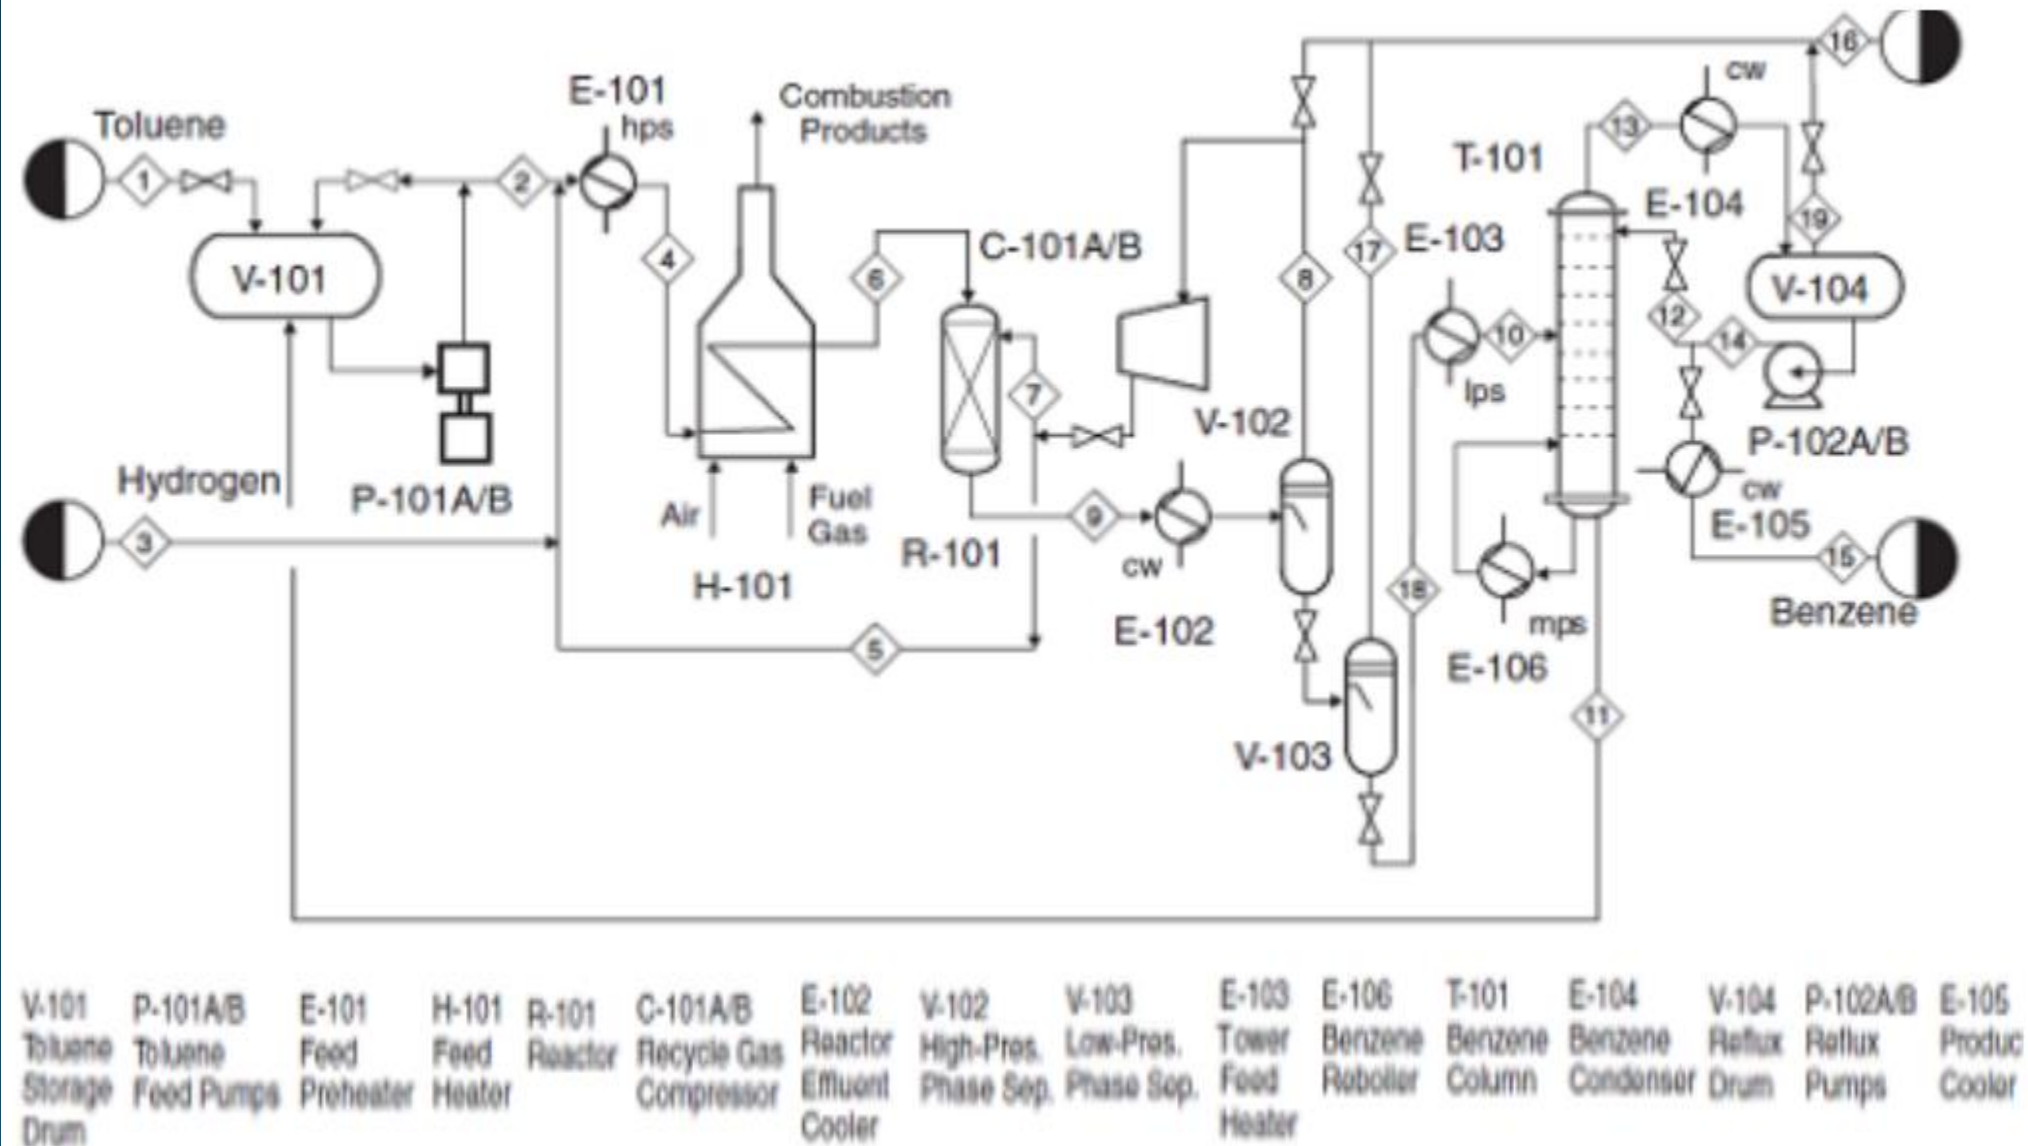 Toluene
1
V-101
2
E-101
hps
Combustion
Products
4
6
C-101A/B
7
V-102
8
17
E-103
10
lps
T-101
13
cw
E-104
16
19
V-104
12
14
P-102A/B
cw
E-105
15
Benzene
Hydrogen
3
P-101A/B
Air
Fuel
Gas
H-101
R-101
9
cw
E-102
5
18
mps
E-106
11
V-103
V-101
Toluene
Storage
Drum
P-101A/B
Toluene
Feed Pumps
E-101
Feed
Preheater
H-101
Feed
Heater
R-101
Reactor
C-101A/B
Recycle Gas
Compressor
E-102
Reactor
Effluent
Cooler
V-102
High-Pres.
Phase Sep.
V-103
Low-Pres.
Phase Sep.
E-103
Tower
Feed
Heater
E-106
Benzene
Reboiler
T-101
Benzene
Column
E-104
Benzene
Condenser
V-104
Reflux
Drum
P-102A/B
Reflux
Pumps
E-105
Produc
Cooler